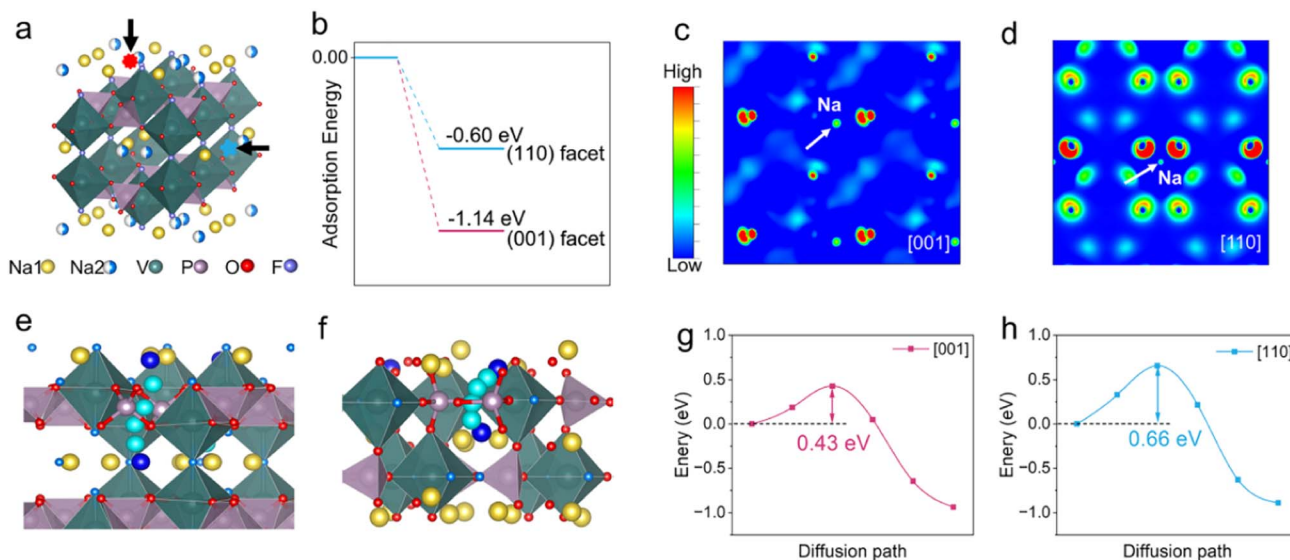 a
Na1 Na2 V P O F
b
Adsorption Energy
0.00
-0.60 eV
(110) facet
-1.14 eV
(001) facet
c
High
Low
Na
[001]
d
Na
[110]
e
f
g
Enery (eV)
1.0
0.5
0.0
−0.5
−1.0
[001]
0.43 eV
Diffusion path
h
Enery (eV)
1.0
0.5
0.0
−0.5
−1.0
[110]
0.66 eV
Diffusion path